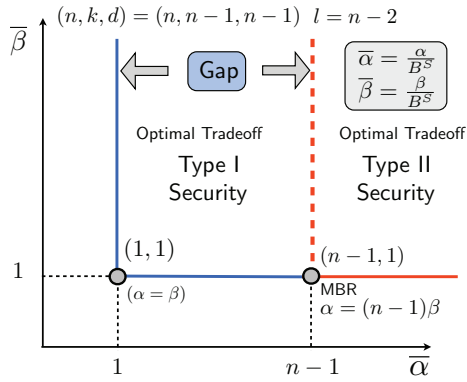 (n, k, d) = (n, n−1, n−1)  l = n − 2
β̅
Gap
α̅ = α/B^S
β̅ = β/B^S
Optimal Tradeoff
Type I
Security
Optimal Tradeoff
Type II
Security
(1, 1)
(n−1, 1)
1
(α = β)
MBR
α = (n−1)β
1
n−1
α̅